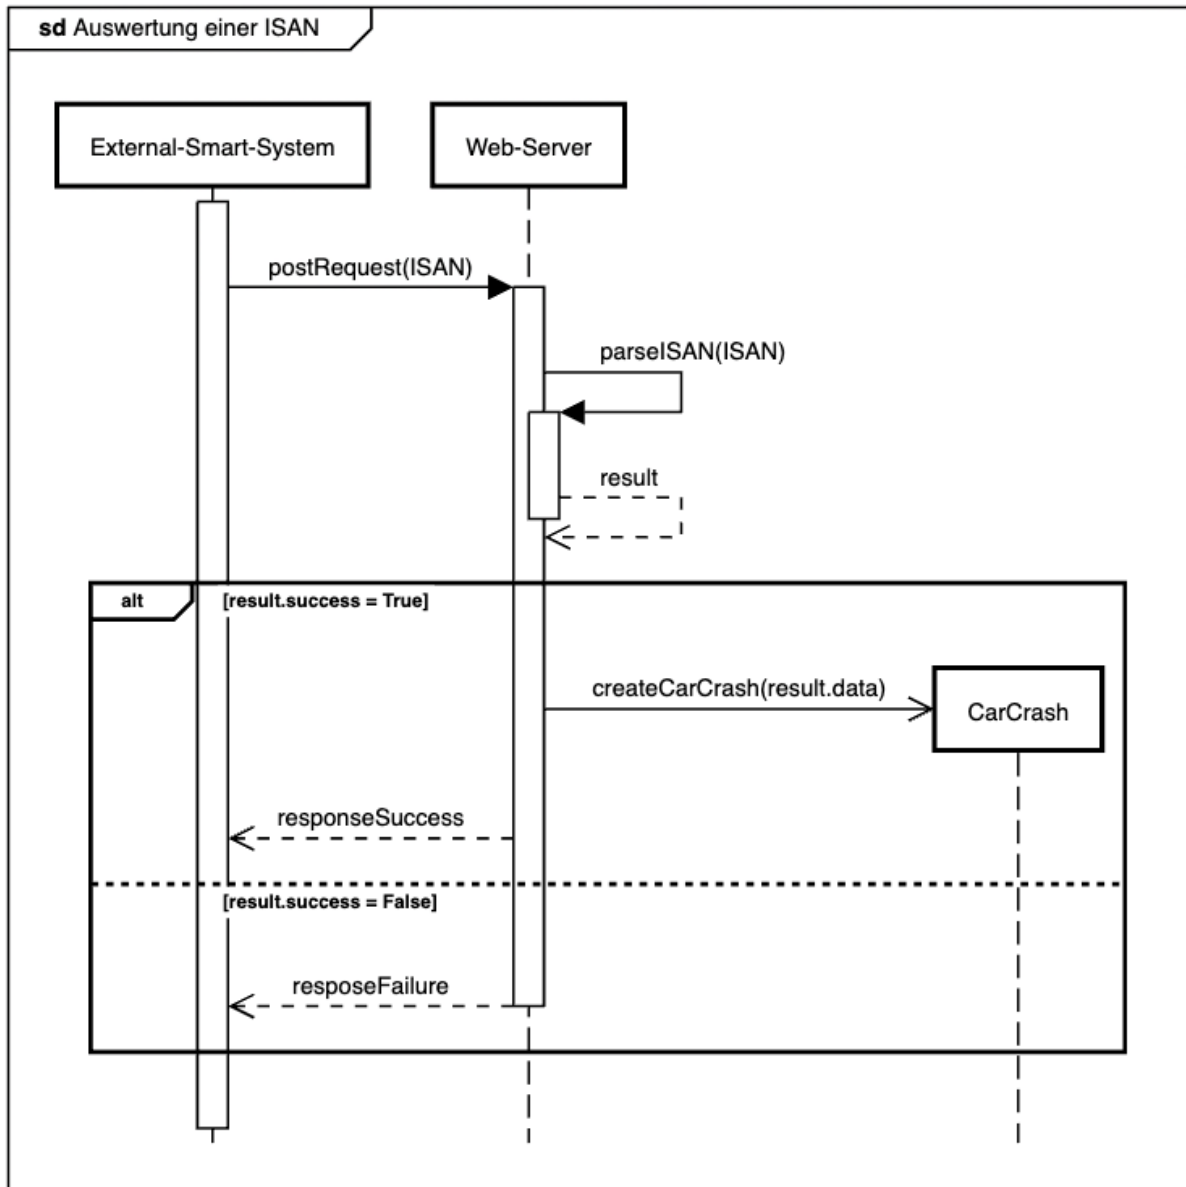 sd Auswertung einer ISAN
External-Smart-System
Web-Server
postRequest(ISAN)
parseISAN(ISAN)
result
alt
[result.success = True]
createCarCrash(result.data)
CarCrash
responseSuccess
[result.success = False]
resposeFailure